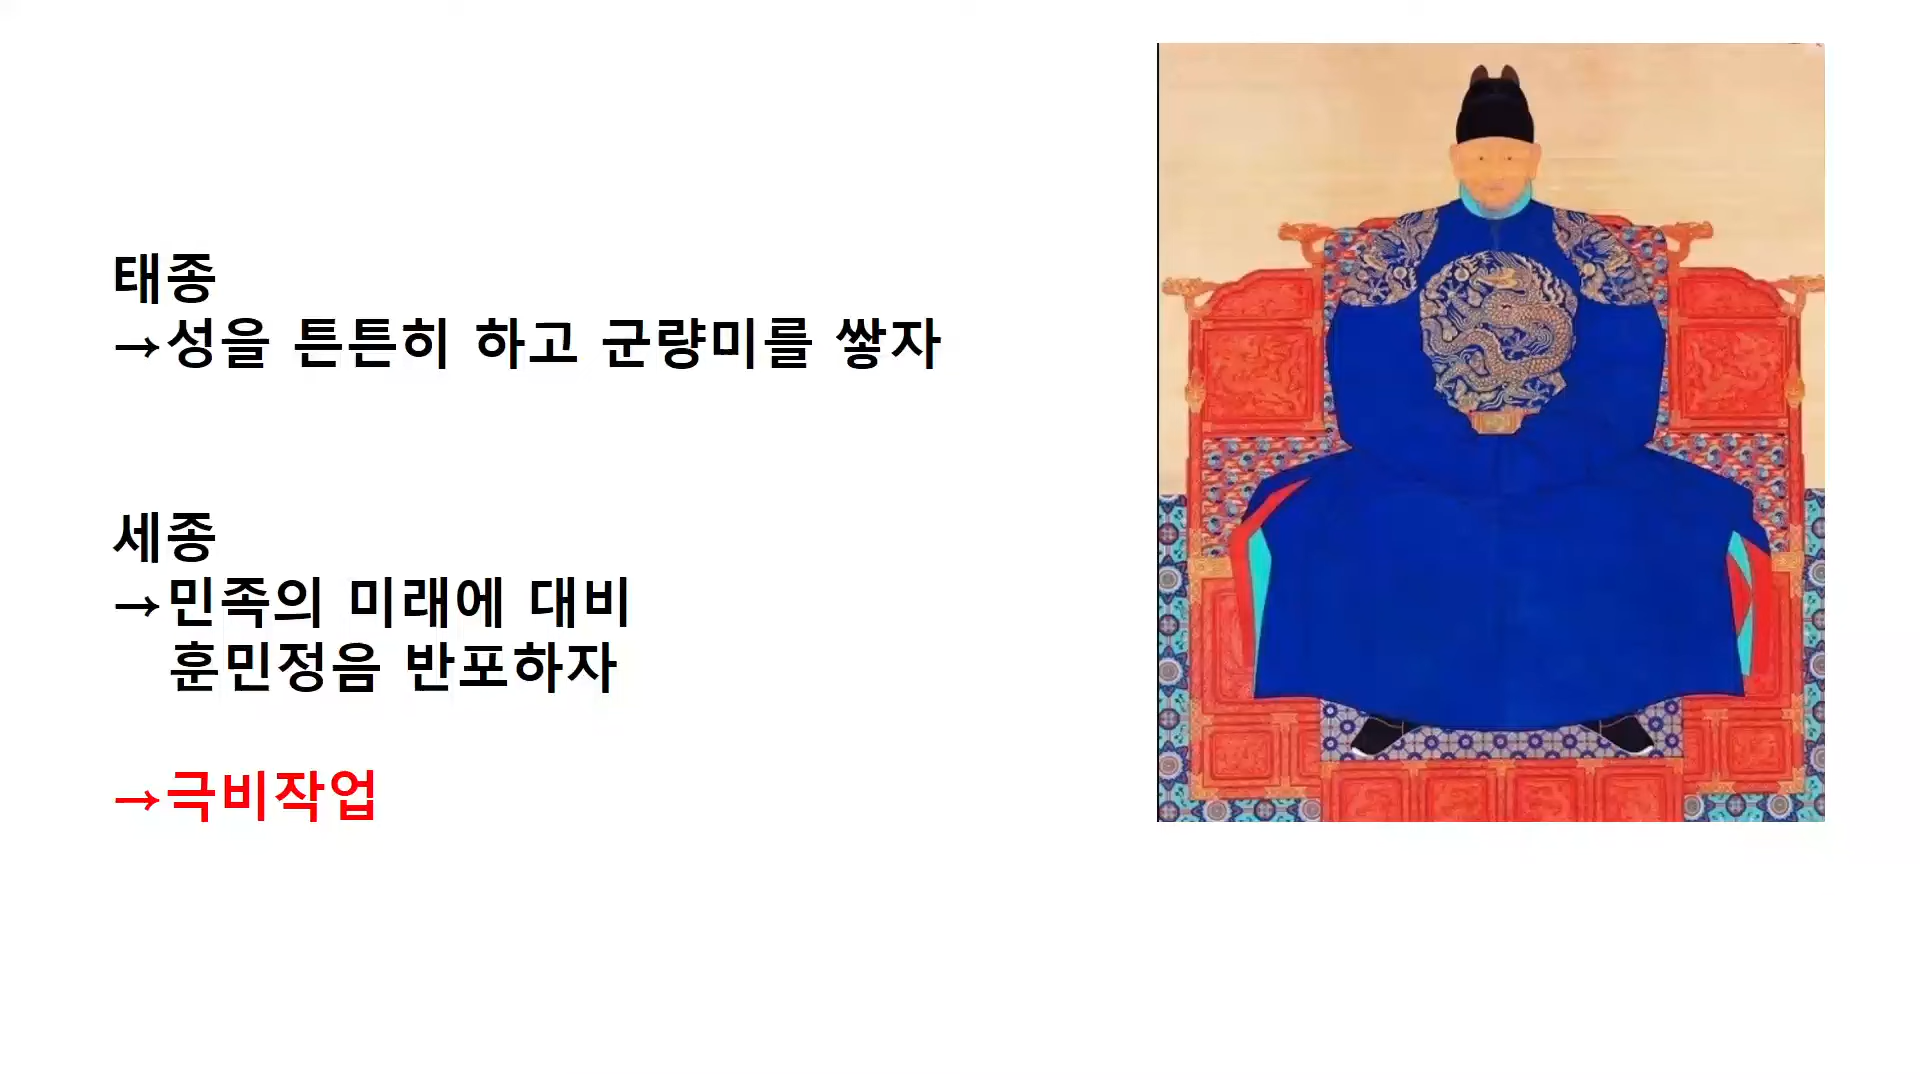 태종
→성을 튼튼히 하고 군량미를 쌓자
세종
→민족의 미래에 대비
훈민정음 반포하자
→극비작업